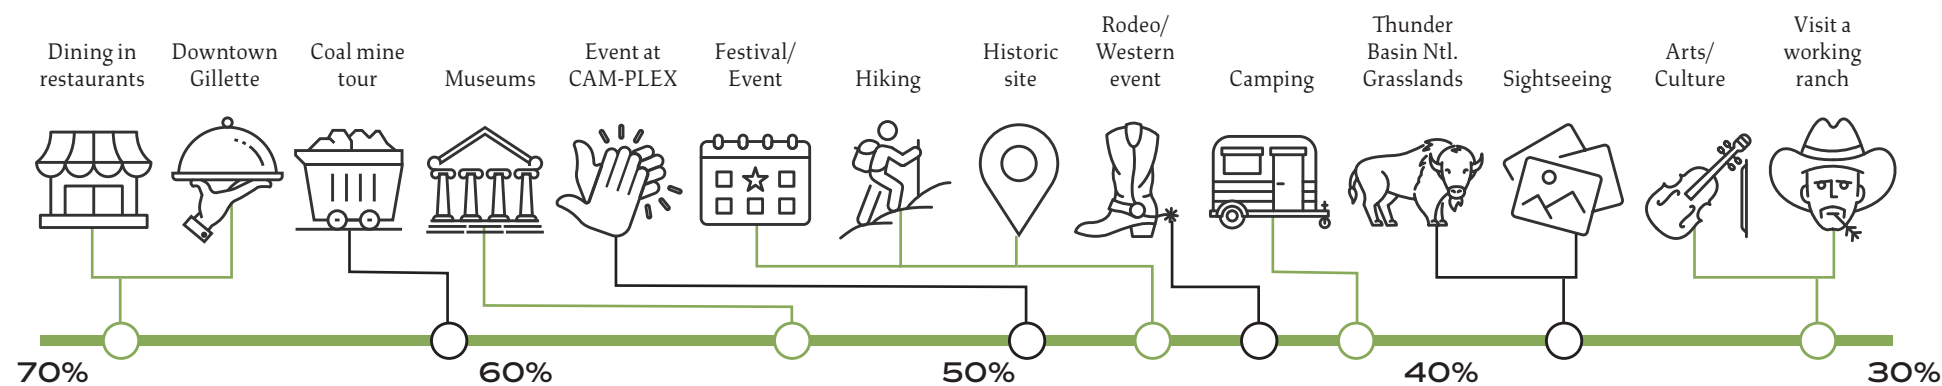 Dining in
restaurants
Downtown
Gillette
Coal mine
tour
Museums
Event at
CAM-PLEX
Festival/
Event
Hiking
Historic
site
Rodeo/
Western
event
Camping
Thunder
Basin Ntl.
Grasslands
Sightseeing
Arts/
Culture
Visit a
working
ranch
70%
60%
50%
40%
30%